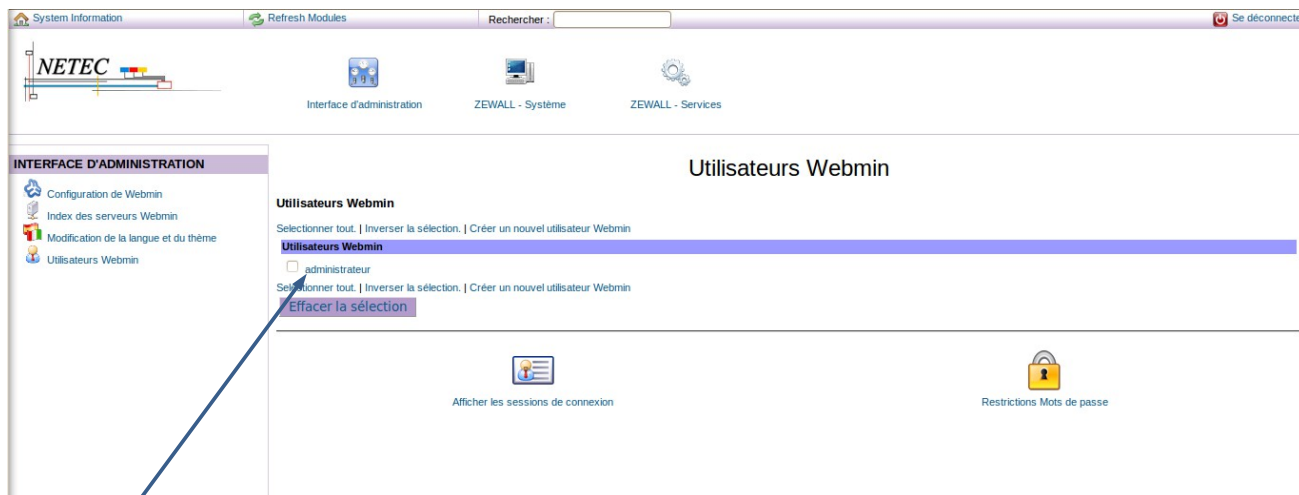 System Information Refresh Modules Rechercher : Se déconnecte
NETEC
Interface d'administration ZEWALL - Système ZEWALL - Services
INTERFACE D'ADMINISTRATION
Configuration de Webmin
Index des serveurs Webmin
Modification de la langue et du thème
Utilisateurs Webmin
Utilisateurs Webmin
Utilisateurs Webmin
Selectionner tout. | Inverser la sélection. | Créer un nouvel utilisateur Webmin
Utilisateurs Webmin
administrateur
Selectionner tout. | Inverser la sélection. | Créer un nouvel utilisateur Webmin
Effacer la sélection
Afficher les sessions de connexion Restrictions Mots de passe